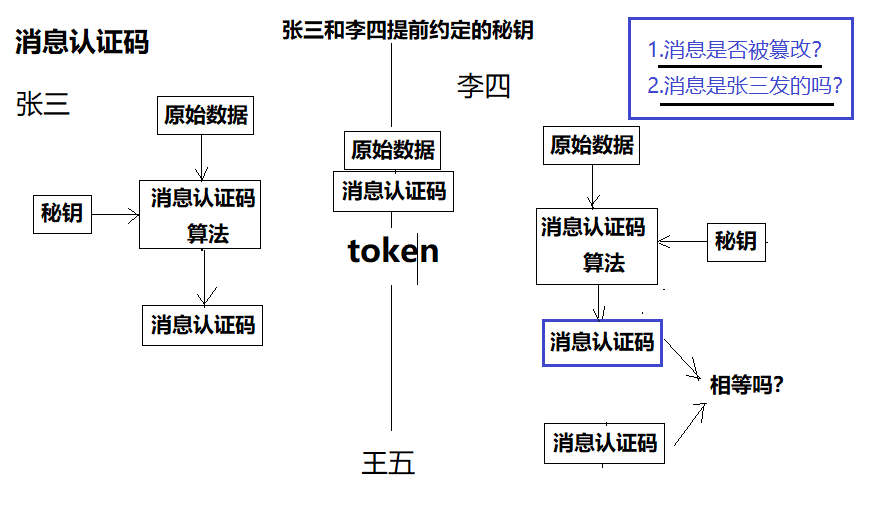 消息认证码
张三和李四提前约定的秘钥
1.消息是否被篡改?
2.消息是张三发的吗?
张三
李四
原始数据
秘钥
消息认证码
算法
消息认证码
原始数据
消息认证码
token
王五
原始数据
消息认证码
算法
秘钥
消息认证码
相等吗?
消息认证码